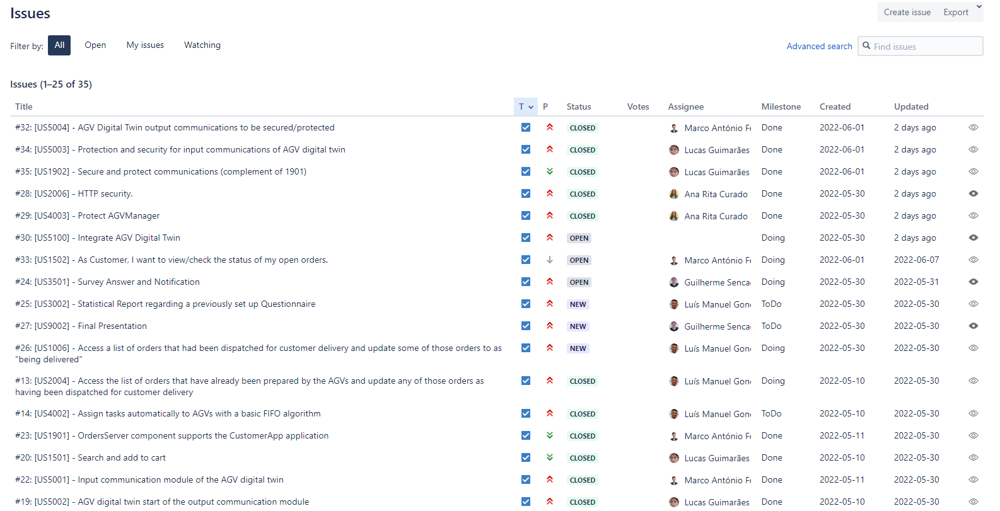 Issues
Create issue Export
Filter by: All Open My issues Watching
Advanced search Find issues
Issues (1–25 of 35)
Title T P Status Votes Assignee Milestone Created Updated
#32: [US5004] - AGV Digital Twin output communications to be secured/protected CLOSED Marco António Fe Done 2022-06-01 2 days ago
#34: [US5003] - Protection and security for input communications of AGV digital twin CLOSED Lucas Guimarães Done 2022-06-01 2 days ago
#35: [US1902] - Secure and protect communications (complement of 1901) CLOSED Lucas Guimarães Done 2022-06-01 2 days ago
#28: [US2006] - HTTP security. CLOSED Ana Rita Curado Done 2022-05-30 2 days ago
#29: [US4003] - Protect AGVManager CLOSED Ana Rita Curado Done 2022-05-30 2 days ago
#30: [US5100] - Integrate AGV Digital Twin OPEN Doing 2022-05-30 2 days ago
#33: [US1502] - As Customer, I want to view/check the status of my open orders. OPEN Marco António Fe Doing 2022-06-01 2022-06-07
#24: [US3501] - Survey Answer and Notification OPEN Guilherme Senca Doing 2022-05-30 2022-05-31
#25: [US3002] - Statistical Report regarding a previously set up Questionnaire NEW Luís Manuel Gon ToDo 2022-05-30 2022-05-30
#27: [US9002] - Final Presentation NEW Guilherme Senca ToDo 2022-05-30 2022-05-30
#26: [US1006] - Access a list of orders that had been dispatched for customer delivery and update some of those orders to as NEW Luís Manuel Gon Doing 2022-05-30 2022-05-30
"being delivered"
#13: [US2004] - Access the list of orders that have already been prepared by the AGVs and update any of those orders as CLOSED Luís Manuel Gon Doing 2022-05-10 2022-05-30
having been dispatched for customer delivery
#14: [US4002] - Assign tasks automatically to AGVs with a basic FIFO algorithm CLOSED Luís Manuel Gon ToDo 2022-05-10 2022-05-30
#23: [US1901] - OrdersServer component supports the CustomerApp application CLOSED Marco António Fe Done 2022-05-11 2022-05-30
#20: [US1501] - Search and add to cart CLOSED Lucas Guimarães Done 2022-05-10 2022-05-30
#22: [US5001] - Input communication module of the AGV digital twin CLOSED Marco António Fe Done 2022-05-11 2022-05-30
#19: [US5002] - AGV digital twin start of the output communication module CLOSED Lucas Guimarães Done 2022-05-10 2022-05-30